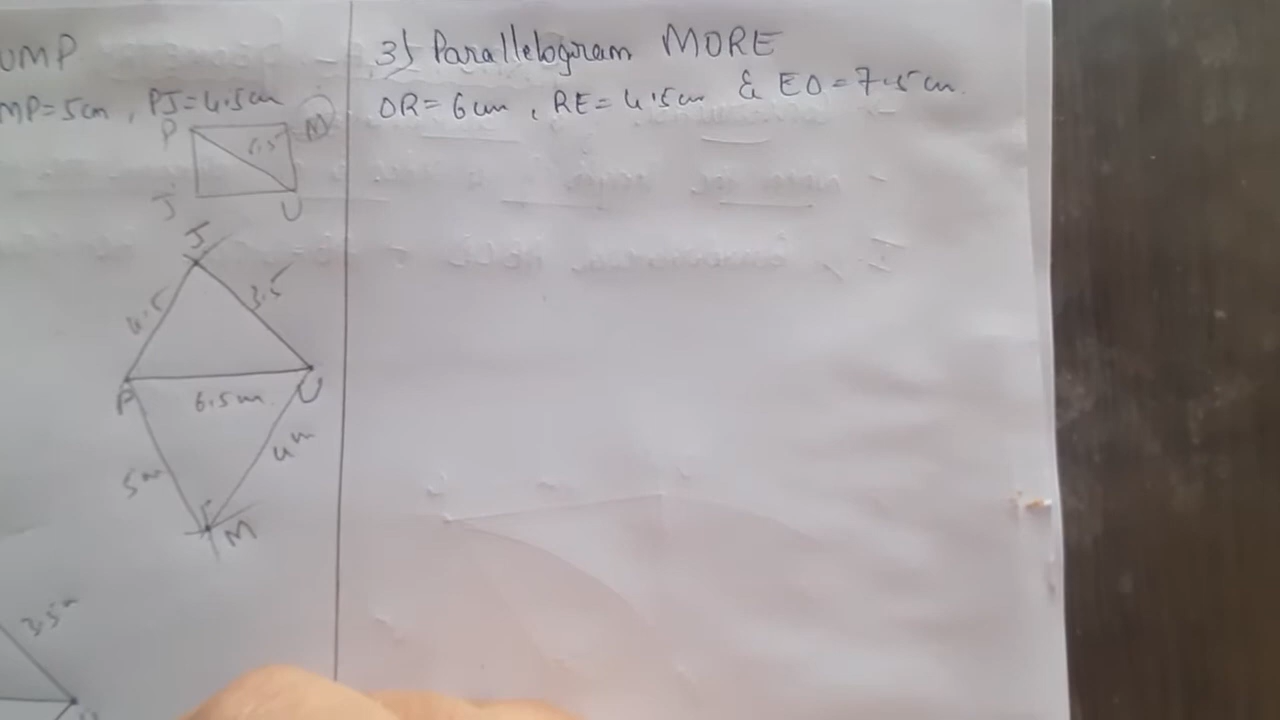 UMP
MP=5cm, PJ=4.5cm
P
6.5
M
J
U
J
4.5
3.5
P
6.5cm.
U
5cm
4cm
M
3.5cm
3) Parallelogram MORE
OR=6cm, RE=4.5cm & EO=7.5cm.